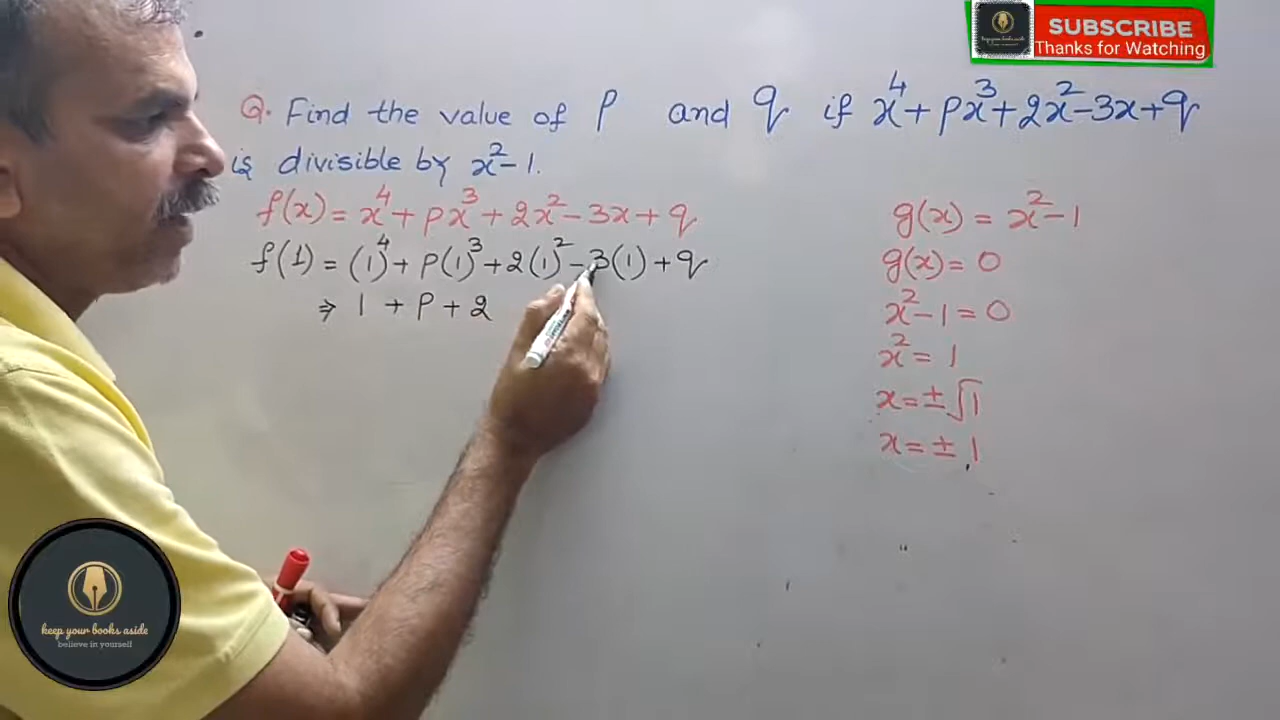 SUBSCRIBE
Thanks for Watching
Q. Find the value of p and q if x⁴+px³+2x²-3x+q
is divisible by x²-1.
f(x) = x⁴+px³+2x²-3x+q
f(1) = (1)⁴+p(1)³+2(1)²-3(1)+q
⇒ 1 + p + 2
g(x) = x²-1
g(x) = 0
x²-1 = 0
x² = 1
x = ±√1
x = ± 1
keep your books aside
believe in yourself